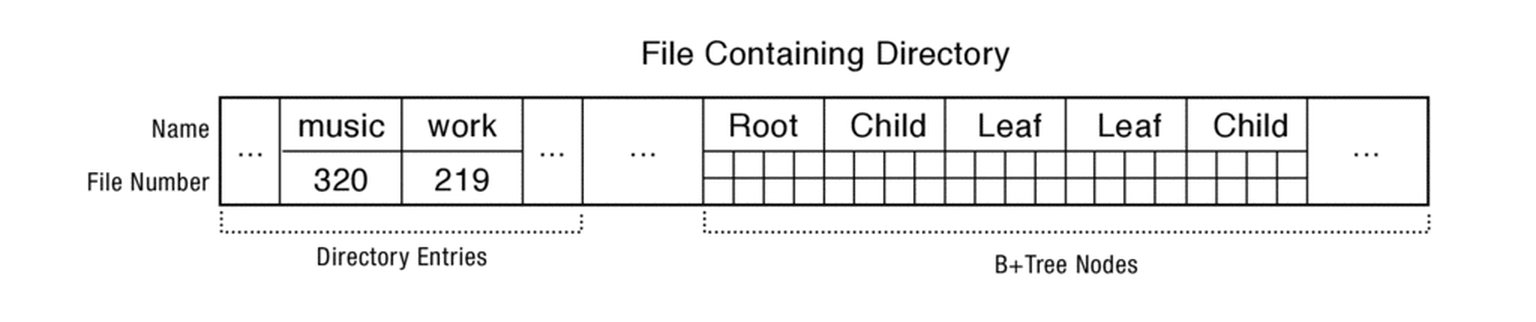 File Containing Directory
Name ... music work ... ... Root Child Leaf Leaf Child ...
File Number 320 219
Directory Entries
B+Tree Nodes